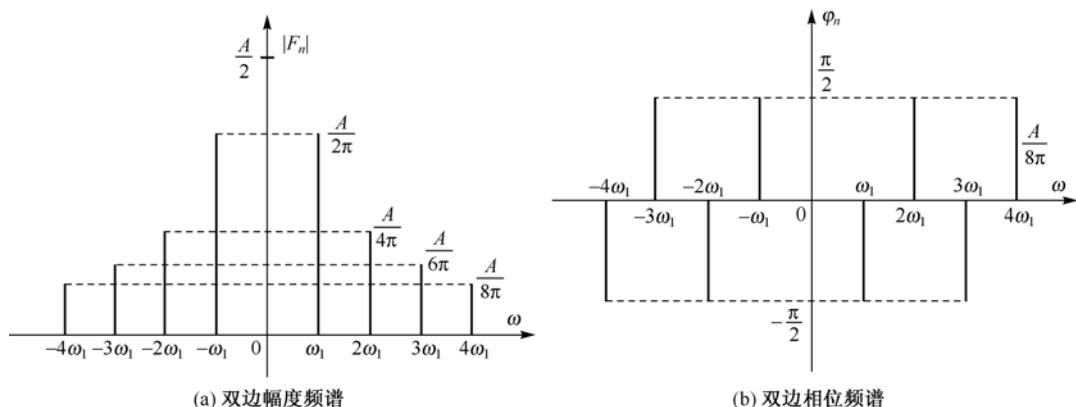 |Fₙ|
A/2
A/2π
A/4π
A/6π
A/8π
ω
−4ω₁ −3ω₁ −2ω₁ −ω₁ 0 ω₁ 2ω₁ 3ω₁ 4ω₁
(a) 双边幅度频谱
φₙ
π/2
A/8π
−4ω₁ −2ω₁ ω₁ 3ω₁ ω
−3ω₁ −ω₁ 0 2ω₁ 4ω₁
−π/2
(b) 双边相位频谱